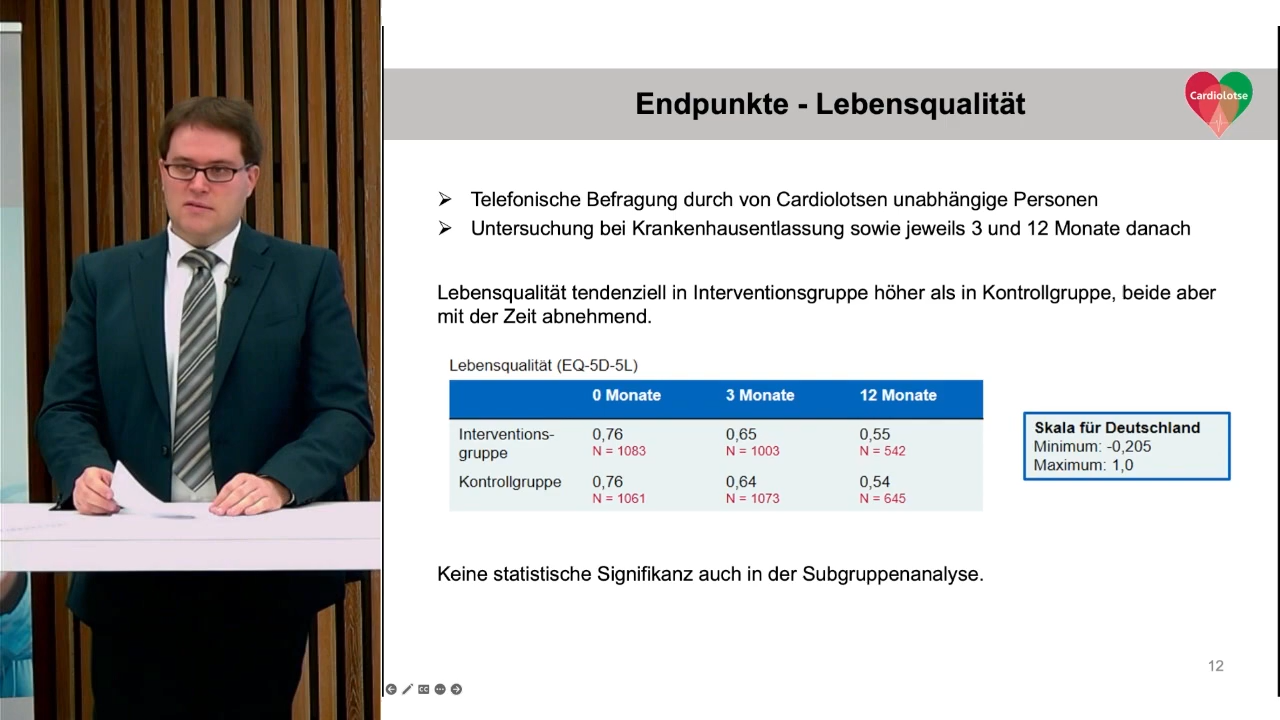 Endpunkte - Lebensqualität
Cardiolotse
Telefonische Befragung durch von Cardiolotsen unabhängige Personen
Untersuchung bei Krankenhausentlassung sowie jeweils 3 und 12 Monate danach
Lebensqualität tendenziell in Interventionsgruppe höher als in Kontrollgruppe, beide aber
mit der Zeit abnehmend.
Lebensqualität (EQ-5D-5L)
0 Monate 3 Monate 12 Monate
Interventions-
gruppe
0,76 0,65 0,55
N = 1083 N = 1003 N = 542
Kontrollgruppe 0,76 0,64 0,54
N = 1061 N = 1073 N = 645
Skala für Deutschland
Minimum: -0,205
Maximum: 1,0
Keine statistische Signifikanz auch in der Subgruppenanalyse.
12